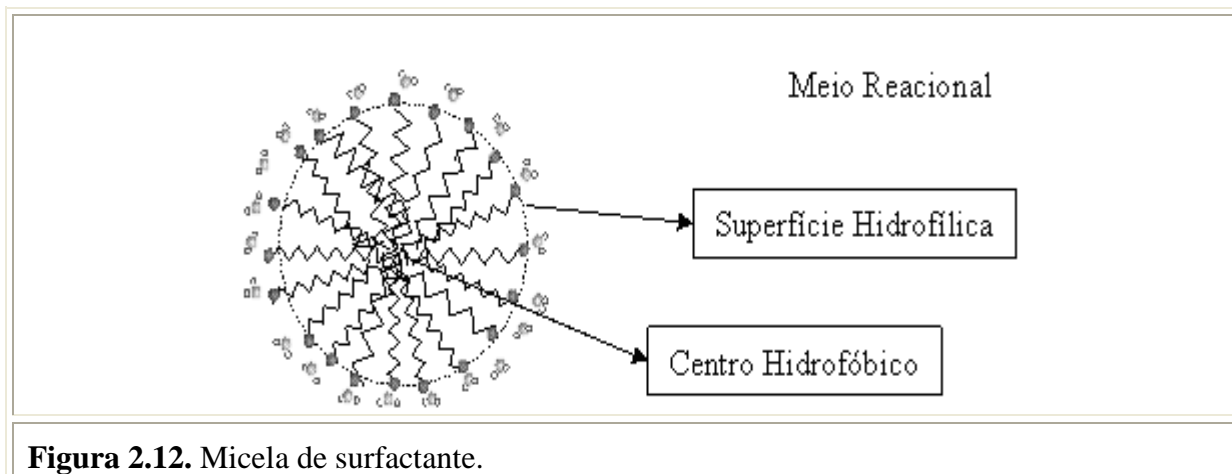 Meio Reacional
Superfície Hidrofílica
Centro Hidrofóbico
Figura 2.12. Micela de surfactante.